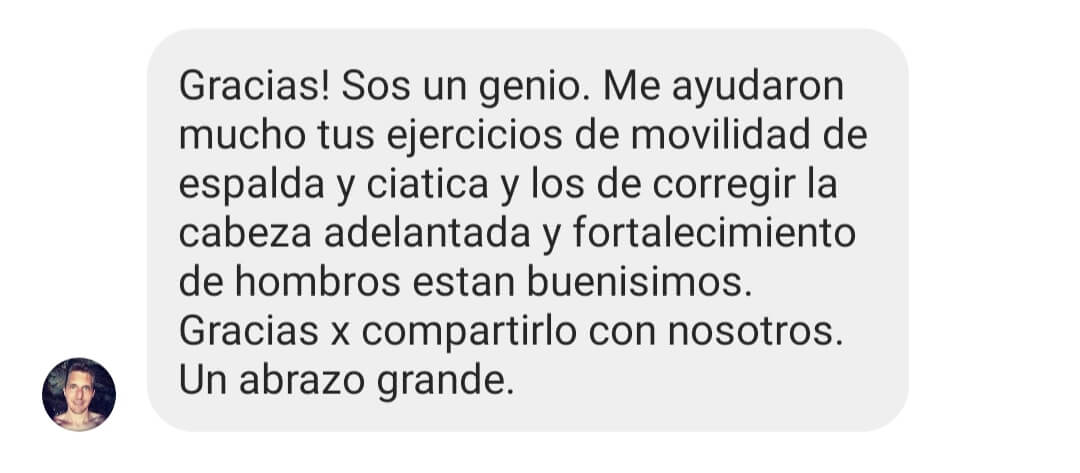 Gracias! Sos un genio. Me ayudaron
mucho tus ejercicios de movilidad de
espalda y ciatica y los de corregir la
cabeza adelantada y fortalecimiento
de hombros estan buenisimos.
Gracias x compartirlo con nosotros.
Un abrazo grande.